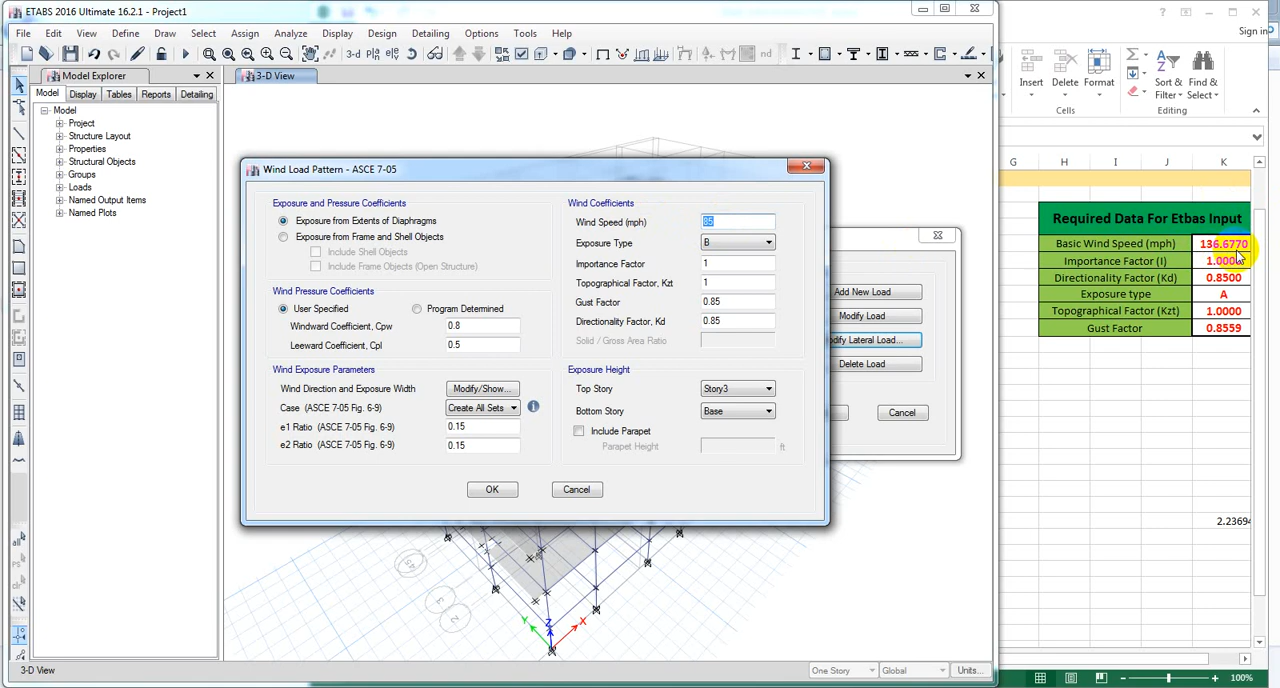 ETABS 2016 Ultimate 16.2.1 - Project1
File Edit View Define Draw Select Assign Analyze Display Design Detailing Options Tools Help
Sign in
3-d
nd
Insert Delete Format Sort & Filter Find & Select
Cells Editing
Model Explorer
3-D View
Model Display Tables Reports Detailing
Model
Project
Structure Layout
Properties
Structural Objects
Groups
Loads
Named Output Items
Named Plots
G H I J K
Wind Load Pattern - ASCE 7-05
Exposure and Pressure Coefficients
Exposure from Extents of Diaphragms
Exposure from Frame and Shell Objects
Include Shell Objects
Include Frame Objects (Open Structure)
Wind Pressure Coefficients
User Specified Program Determined
Windward Coefficient, Cpw 0.8
Leeward Coefficient, Cpl 0.5
Wind Exposure Parameters
Wind Direction and Exposure Width Modify/Show...
Case (ASCE 7-05 Fig. 6-9) Create All Sets
e1 Ratio (ASCE 7-05 Fig. 6-9) 0.15
e2 Ratio (ASCE 7-05 Fig. 6-9) 0.15
Wind Coefficients
Wind Speed (mph) 85
Exposure Type B
Importance Factor 1
Topographical Factor, Kzt 1
Gust Factor 0.85
Directionality Factor, Kd 0.85
Solid / Gross Area Ratio
Exposure Height
Top Story Story3
Bottom Story Base
Include Parapet
Parapet Height ft
OK Cancel
Add New Load
Modify Load
odify Lateral Load...
Delete Load
Cancel
Required Data For Etbas Input
Basic Wind Speed (mph) 136.6770
Importance Factor (I) 1.0000
Directionality Factor (Kd) 0.8500
Exposure type A
Topographical Factor (Kzt) 1.0000
Gust Factor 0.8559
2.23694
Y Z X
3-D View
One Story Global Units...
100%